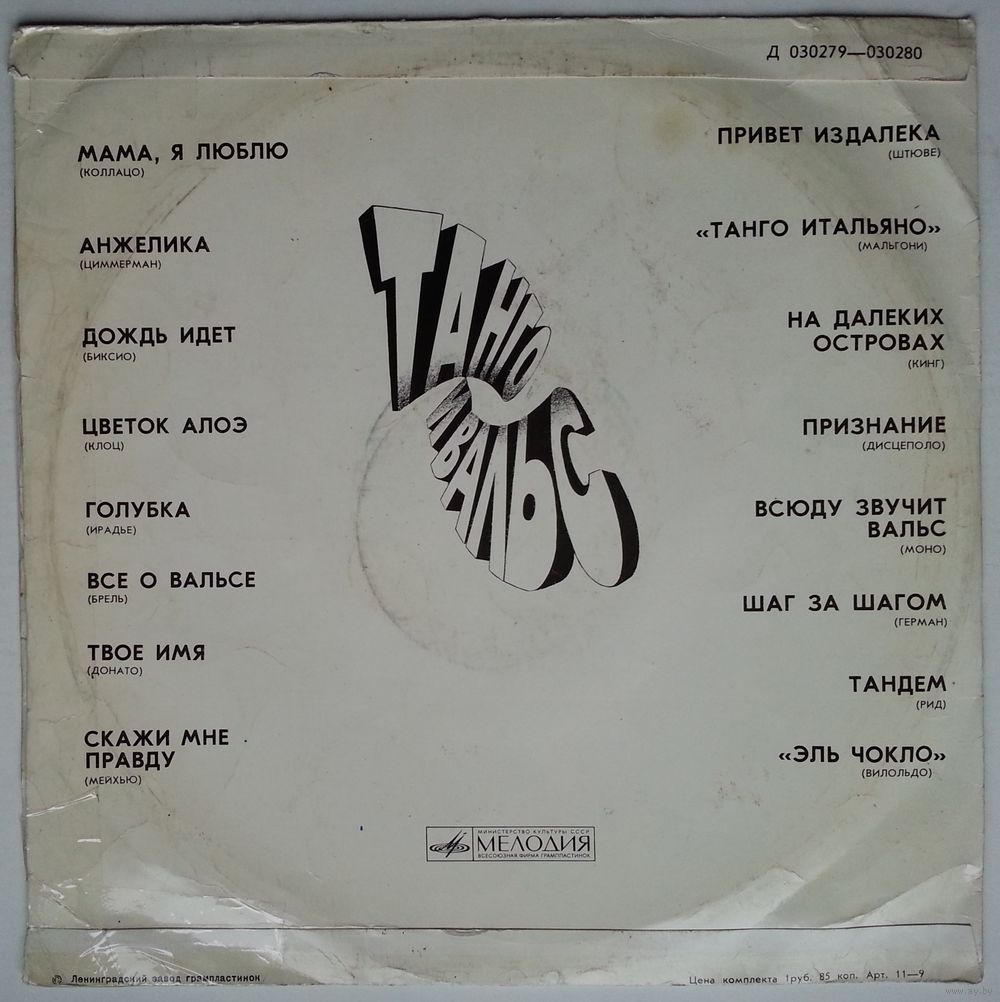 Д 030279—030280
МАМА, Я ЛЮБЛЮ
(КОЛЛАЦО)
АНЖЕЛИКА
(ЦИММЕРМАН)
ДОЖДЬ ИДЕТ
(БИКСИО)
ЦВЕТОК АЛОЭ
(КЛОЦ)
ГОЛУБКА
(ИРАДЬЕ)
ВСЕ О ВАЛЬСЕ
(БРЕЛЬ)
ТВОЕ ИМЯ
(ДОНАТО)
СКАЖИ МНЕ
ПРАВДУ
(МЕЙХЬЮ)
ТАНГО
И ВАЛЬС
ПРИВЕТ ИЗДАЛЕКА
(ШТЮВЕ)
«ТАНГО ИТАЛЬЯНО»
(МАЛЬГОНИ)
НА ДАЛЕКИХ
ОСТРОВАХ
(КИНГ)
ПРИЗНАНИЕ
(ДИСЦЕПОЛО)
ВСЮДУ ЗВУЧИТ
ВАЛЬС
(МОНО)
ШАГ ЗА ШАГОМ
(ГЕРМАН)
ТАНДЕМ
(РИД)
«ЭЛЬ ЧОКЛО»
(ВИЛОЛЬДО)
МИНИСТЕРСТВО КУЛЬТУРЫ СССР
МЕЛОДИЯ
ВСЕСОЮЗНАЯ ФИРМА ГРАМПЛАСТИНОК
Ленинградский завод грампластинок
Цена комплекта 1руб. 85 коп. Арт. 11—9
www.ay.by